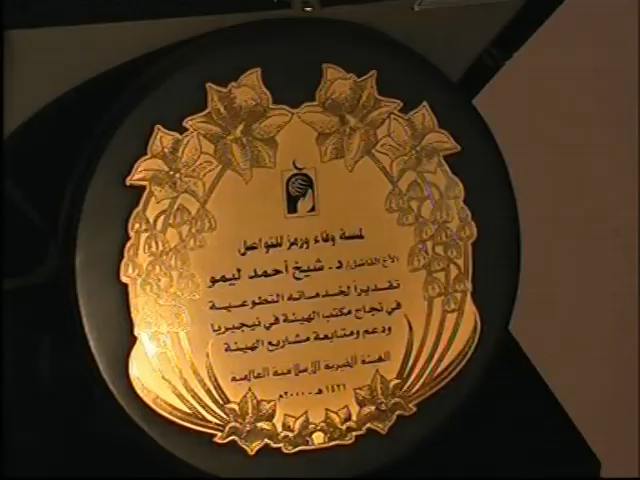 لمسة وفاء ورمز للتواصل
الأخ الفاضل/ د. شيخ أحمد ليمو
تقديراً لخدماته التطوعية
في نجاح مكتب الهيئة في نيجيريا
ودعم ومتابعة مشاريع الهيئة
الهيئة الخيرية الإسلامية العالمية
١٤٢١ هـ - ٢٠٠٠م